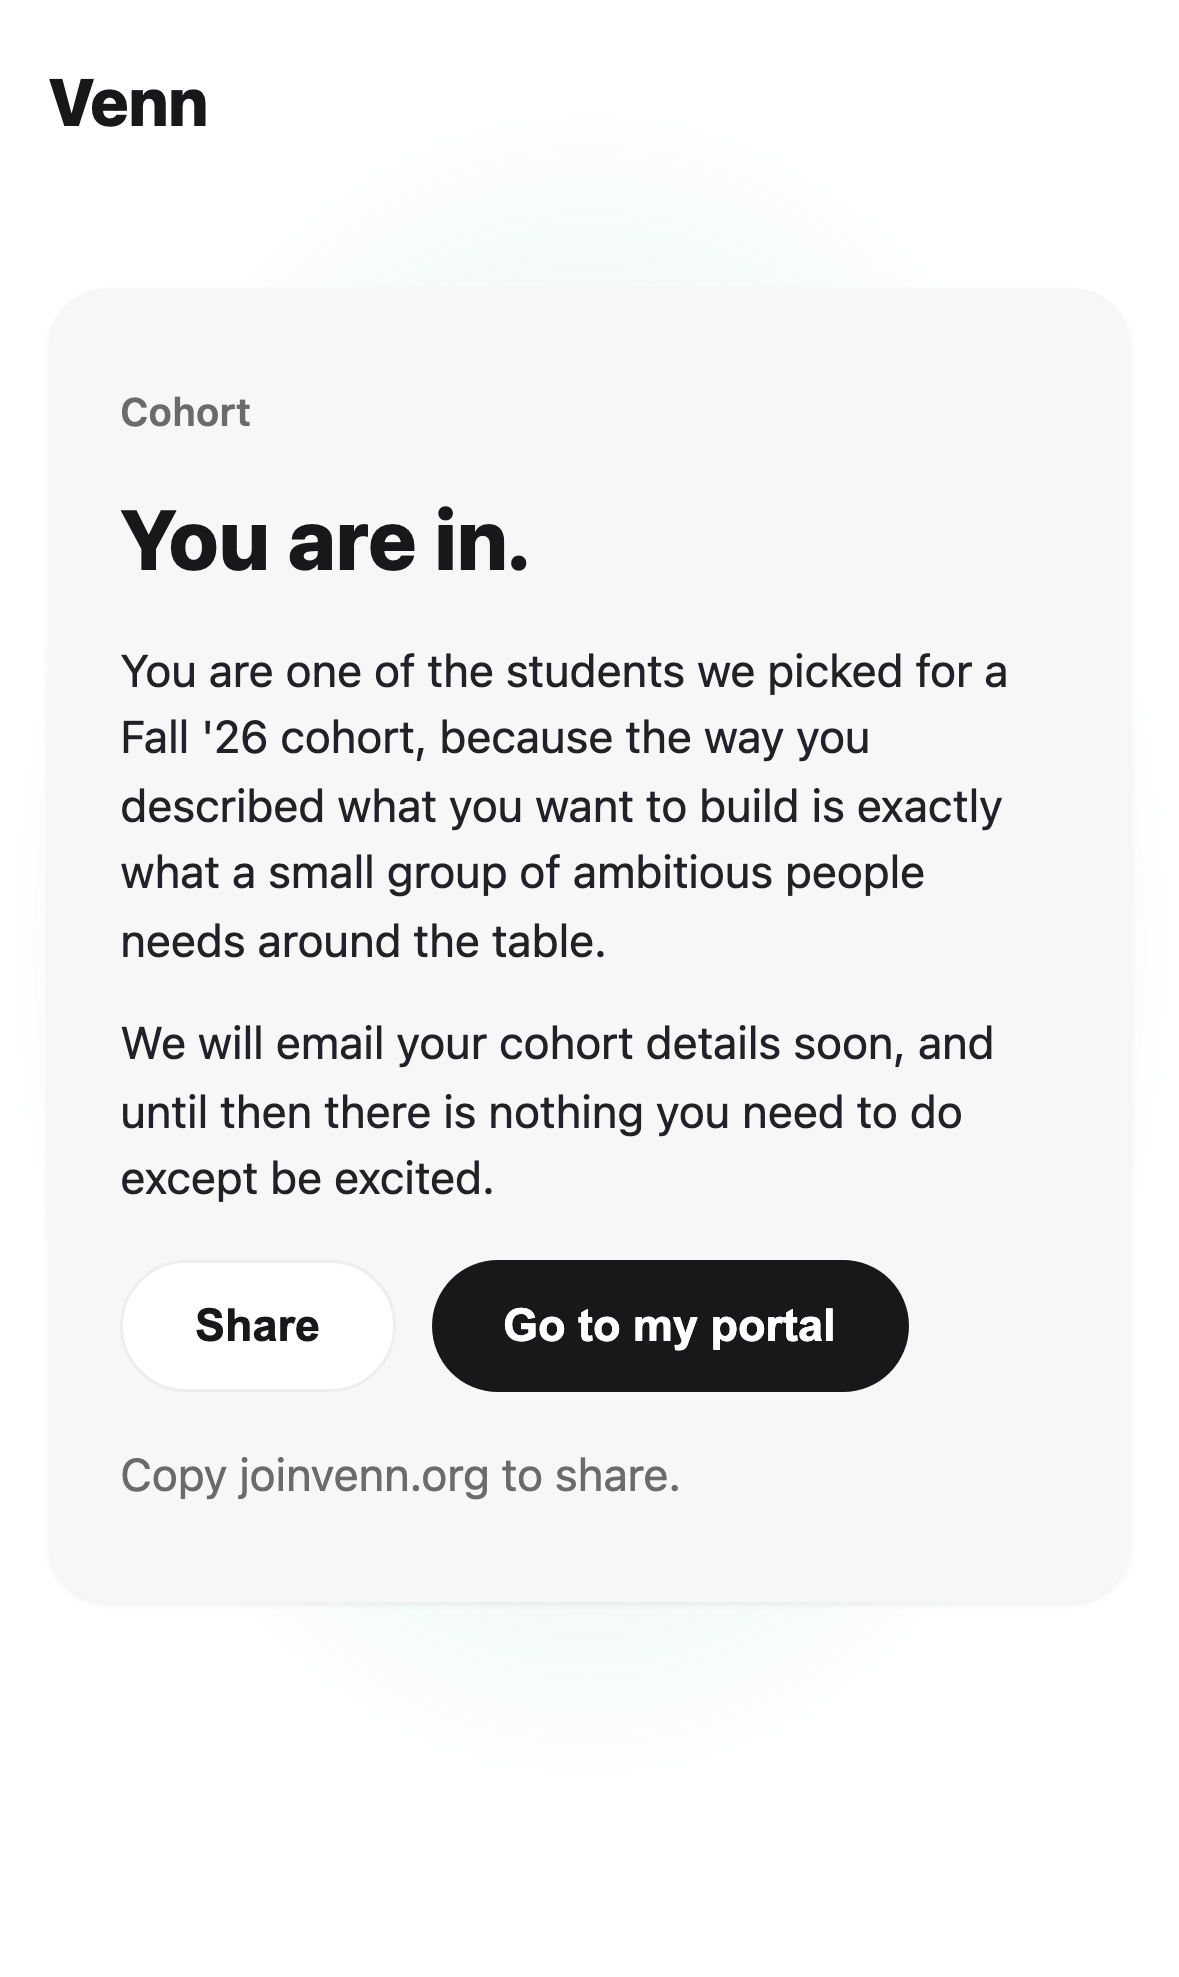 Venn
Cohort
You are in.
You are one of the students we picked for a
Fall '26 cohort, because the way you
described what you want to build is exactly
what a small group of ambitious people
needs around the table.
We will email your cohort details soon, and
until then there is nothing you need to do
except be excited.
Share
Go to my portal
Copy joinvenn.org to share.